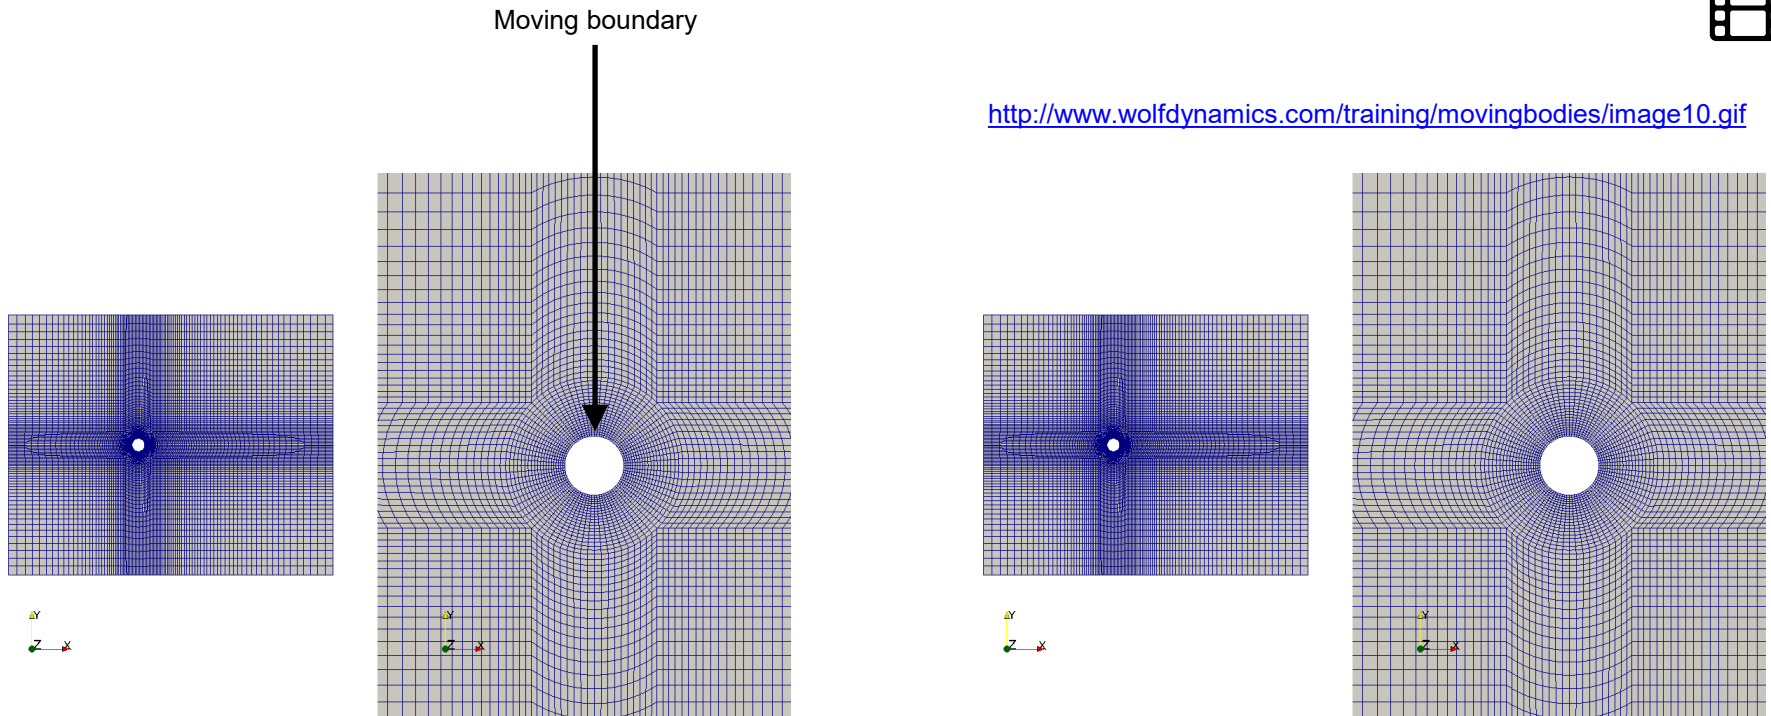 Moving boundary
http://www.wolfdynamics.com/training/movingbodies/image10.gif
Y
Z X
Y
Z X
Y
Z X
Y
Z X